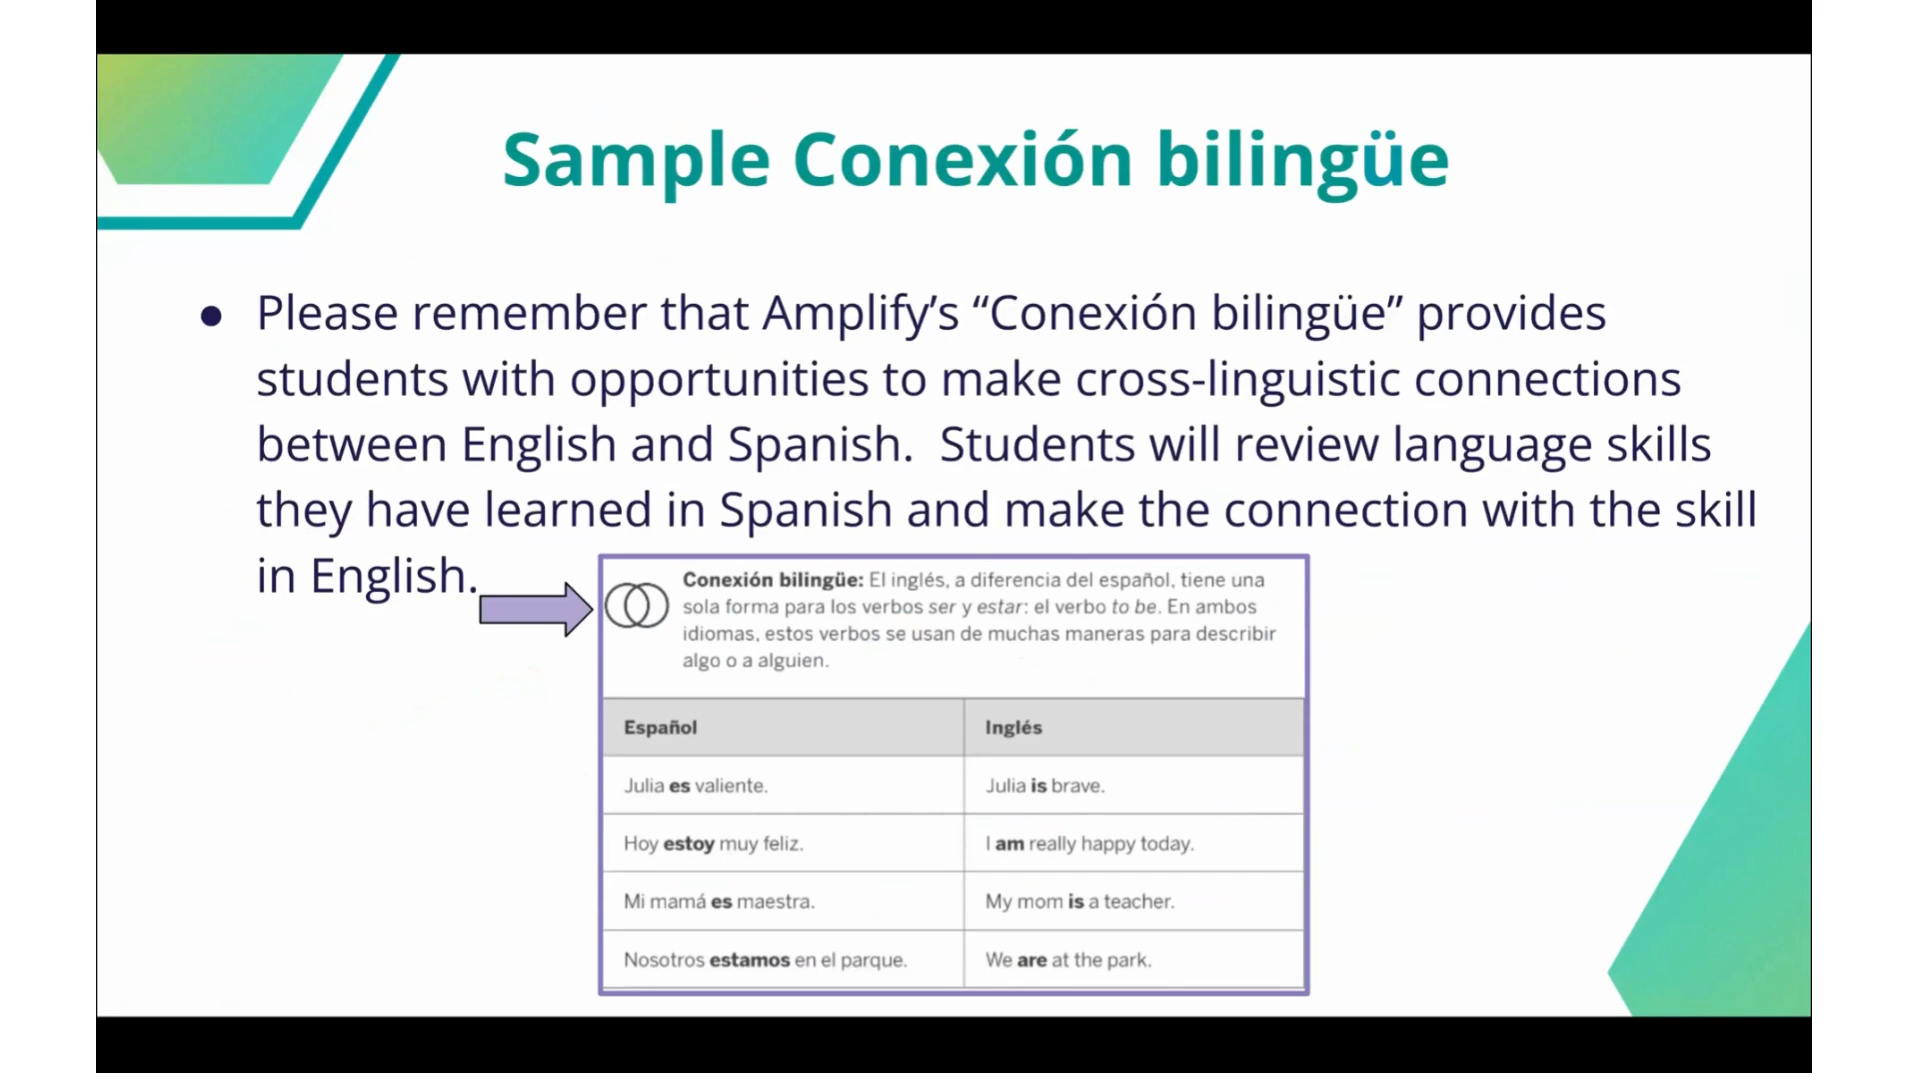 Sample Conexión bilingüe
● Please remember that Amplify’s “Conexión bilingüe” provides
students with opportunities to make cross-linguistic connections
between English and Spanish.  Students will review language skills
they have learned in Spanish and make the connection with the skill
in English.
Conexión bilingüe: El inglés, a diferencia del español, tiene una
sola forma para los verbos ser y estar: el verbo to be. En ambos
idiomas, estos verbos se usan de muchas maneras para describir
algo o a alguien.
Español Inglés
Julia es valiente. Julia is brave.
Hoy estoy muy feliz. I am really happy today.
Mi mamá es maestra. My mom is a teacher.
Nosotros estamos en el parque. We are at the park.